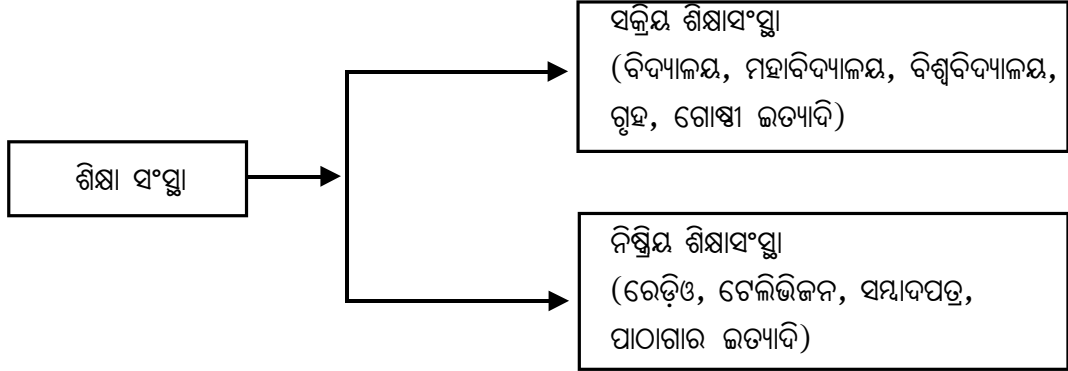 ଶିକ୍ଷା ସଂସ୍ଥା
ସକ୍ରିୟ ଶିକ୍ଷାସଂସ୍ଥା
(ବିଦ୍ୟାଳୟ, ମହାବିଦ୍ୟାଳୟ, ବିଶ୍ୱବିଦ୍ୟାଳୟ,
ଗୃହ, ଗୋଷ୍ଠୀ ଇତ୍ୟାଦି)
ନିଷ୍କ୍ରିୟ ଶିକ୍ଷାସଂସ୍ଥା
(ରେଡ଼ିଓ, ଟେଲିଭିଜନ, ସମ୍ବାଦପତ୍ର,
ପାଠାଗାର ଇତ୍ୟାଦି)